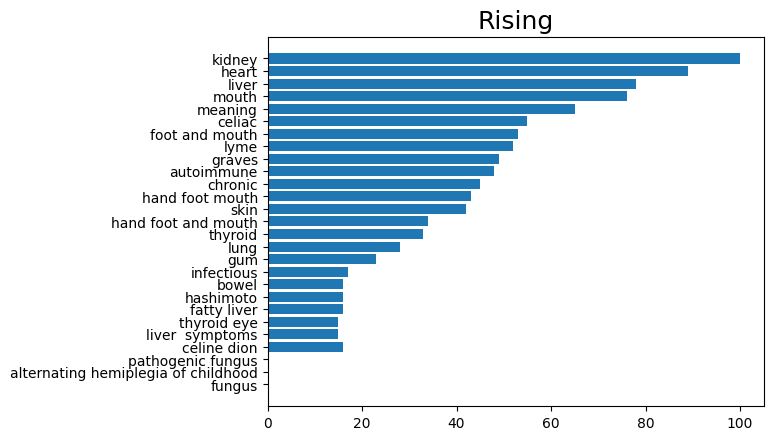 Rising
kidney
heart
liver
mouth
meaning
celiac
foot and mouth
lyme
graves
autoimmune
chronic
hand foot mouth
skin
hand foot and mouth
thyroid
lung
gum
infectious
bowel
hashimoto
fatty liver
thyroid eye
liver  symptoms
celine dion
pathogenic fungus
alternating hemiplegia of childhood
fungus
0 20 40 60 80 100